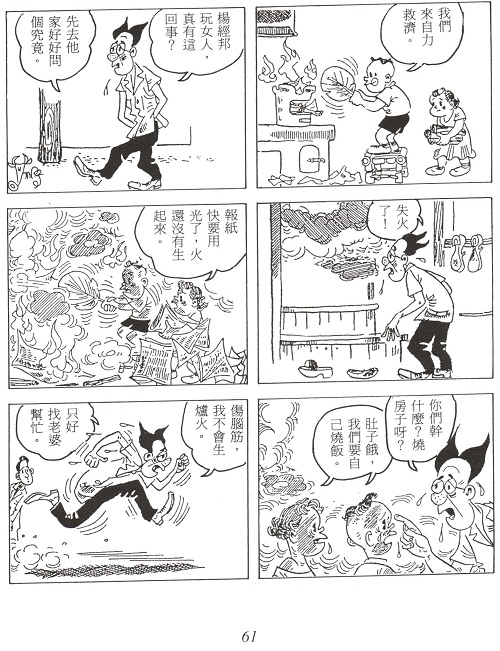 我們
來自力
救濟。
楊經邦
玩女人，
真有這
回事？
先去他
家好好問
個究竟。
失火
了！
報紙
快要用
光了，火
還沒有生
起來。
你們幹
什麼？燒
房子呀？
肚子餓，
我們要自
己燒飯。
傷腦筋，
我不會生
爐火。
只好
找老婆
幫忙。
61